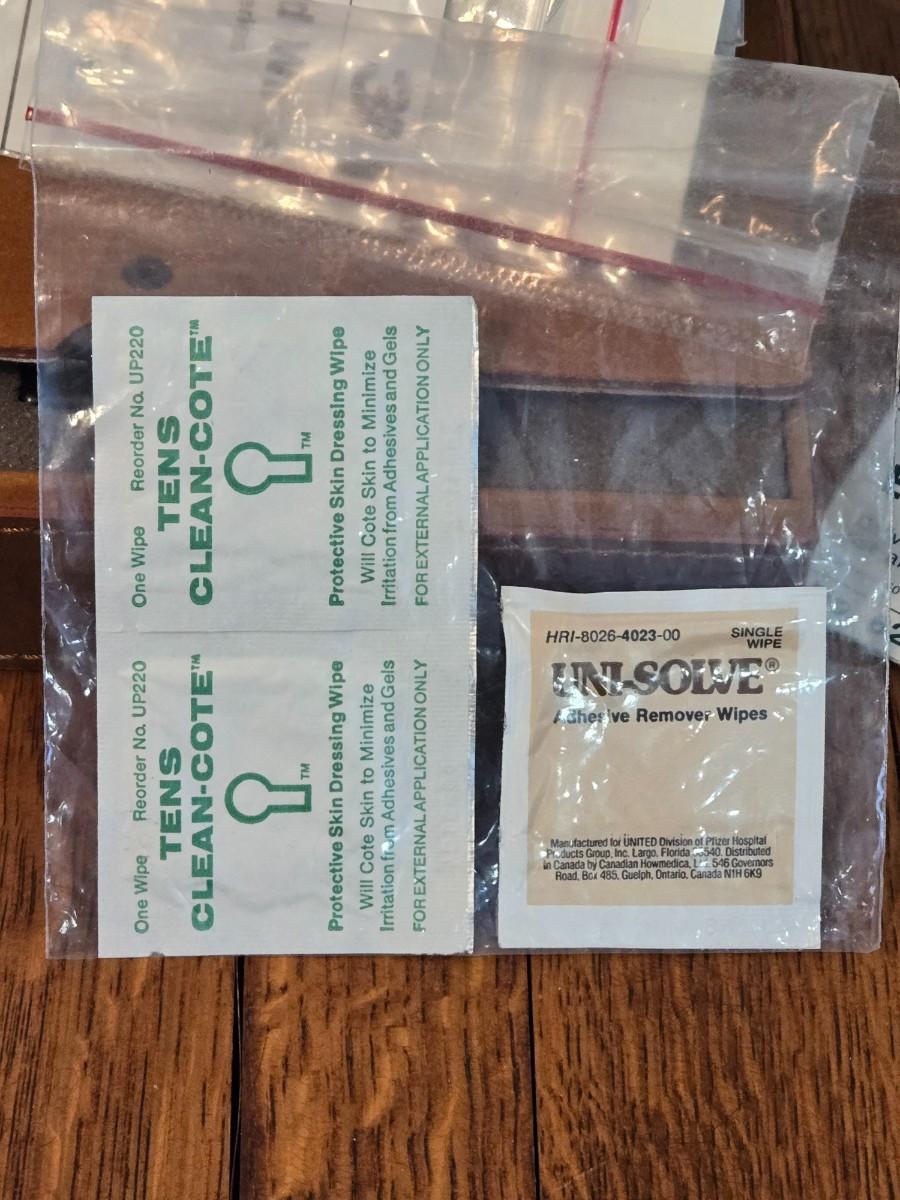 One Wipe Reorder No. UP220
TENS
CLEAN-COTE™
TM
Protective Skin Dressing Wipe
Will Cote Skin to Minimize
Irritation from Adhesives and Gels
FOR EXTERNAL APPLICATION ONLY
One Wipe Reorder No. UP220
TENS
CLEAN-COTE™
TM
Protective Skin Dressing Wipe
Will Cote Skin to Minimize
Irritation from Adhesives and Gels
FOR EXTERNAL APPLICATION ONLY
HRI-8026-4023-00 SINGLE
WIPE
UNI-SOLVE®
Adhesive Remover Wipes
Manufactured for UNITED Division of Pfizer Hospital
Products Group, Inc. Largo, Florida Distributed
in Canada by Canadian Howmedica, 546 Governors
Road, Box 485, Guelph, Ontario, Canada N1H 6K9